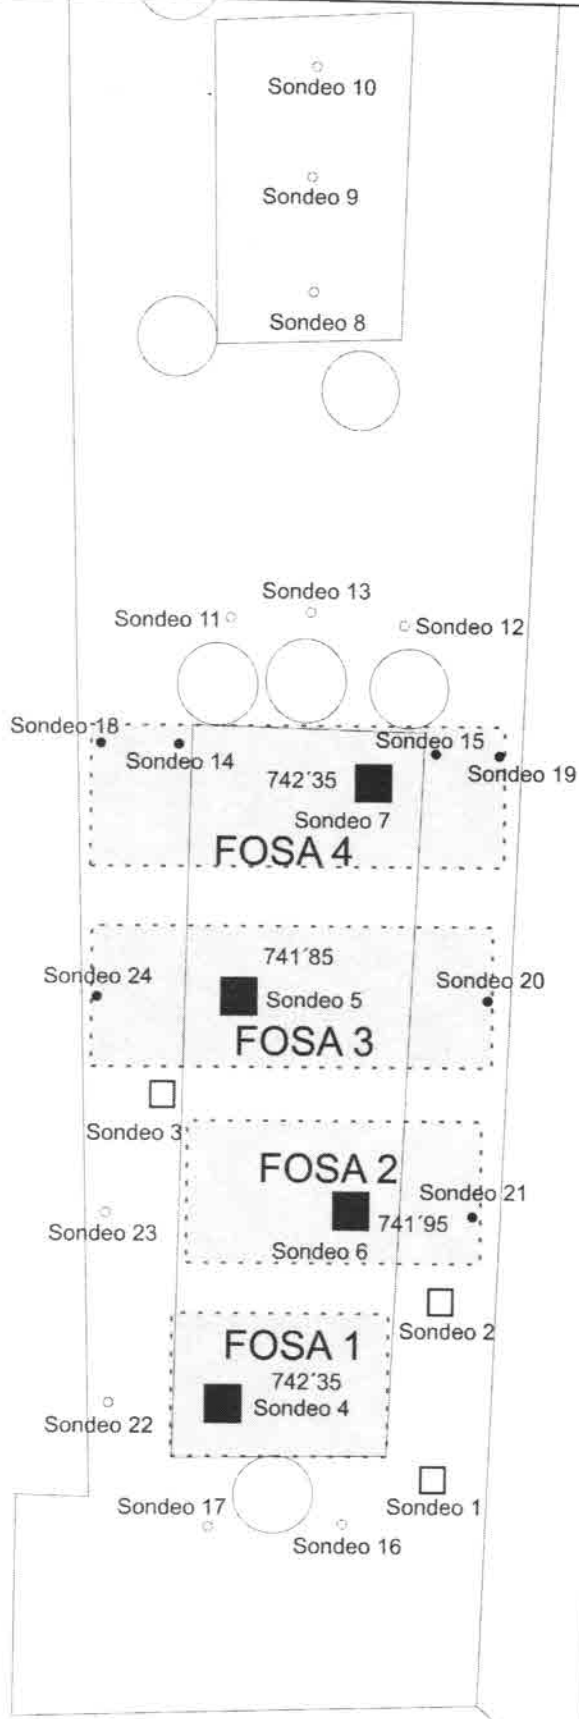 Sondeo 10
Sondeo 9
Sondeo 8
Sondeo 13
Sondeo 11
Sondeo 12
Sondeo 18
Sondeo 14
Sondeo 15
Sondeo 19
742´35
Sondeo 7
FOSA 4
741´85
Sondeo 24
Sondeo 5
Sondeo 20
FOSA 3
Sondeo 3
FOSA 2
Sondeo 21
741´95
Sondeo 23
Sondeo 6
Sondeo 2
FOSA 1
742´35
Sondeo 4
Sondeo 22
Sondeo 17
Sondeo 1
Sondeo 16